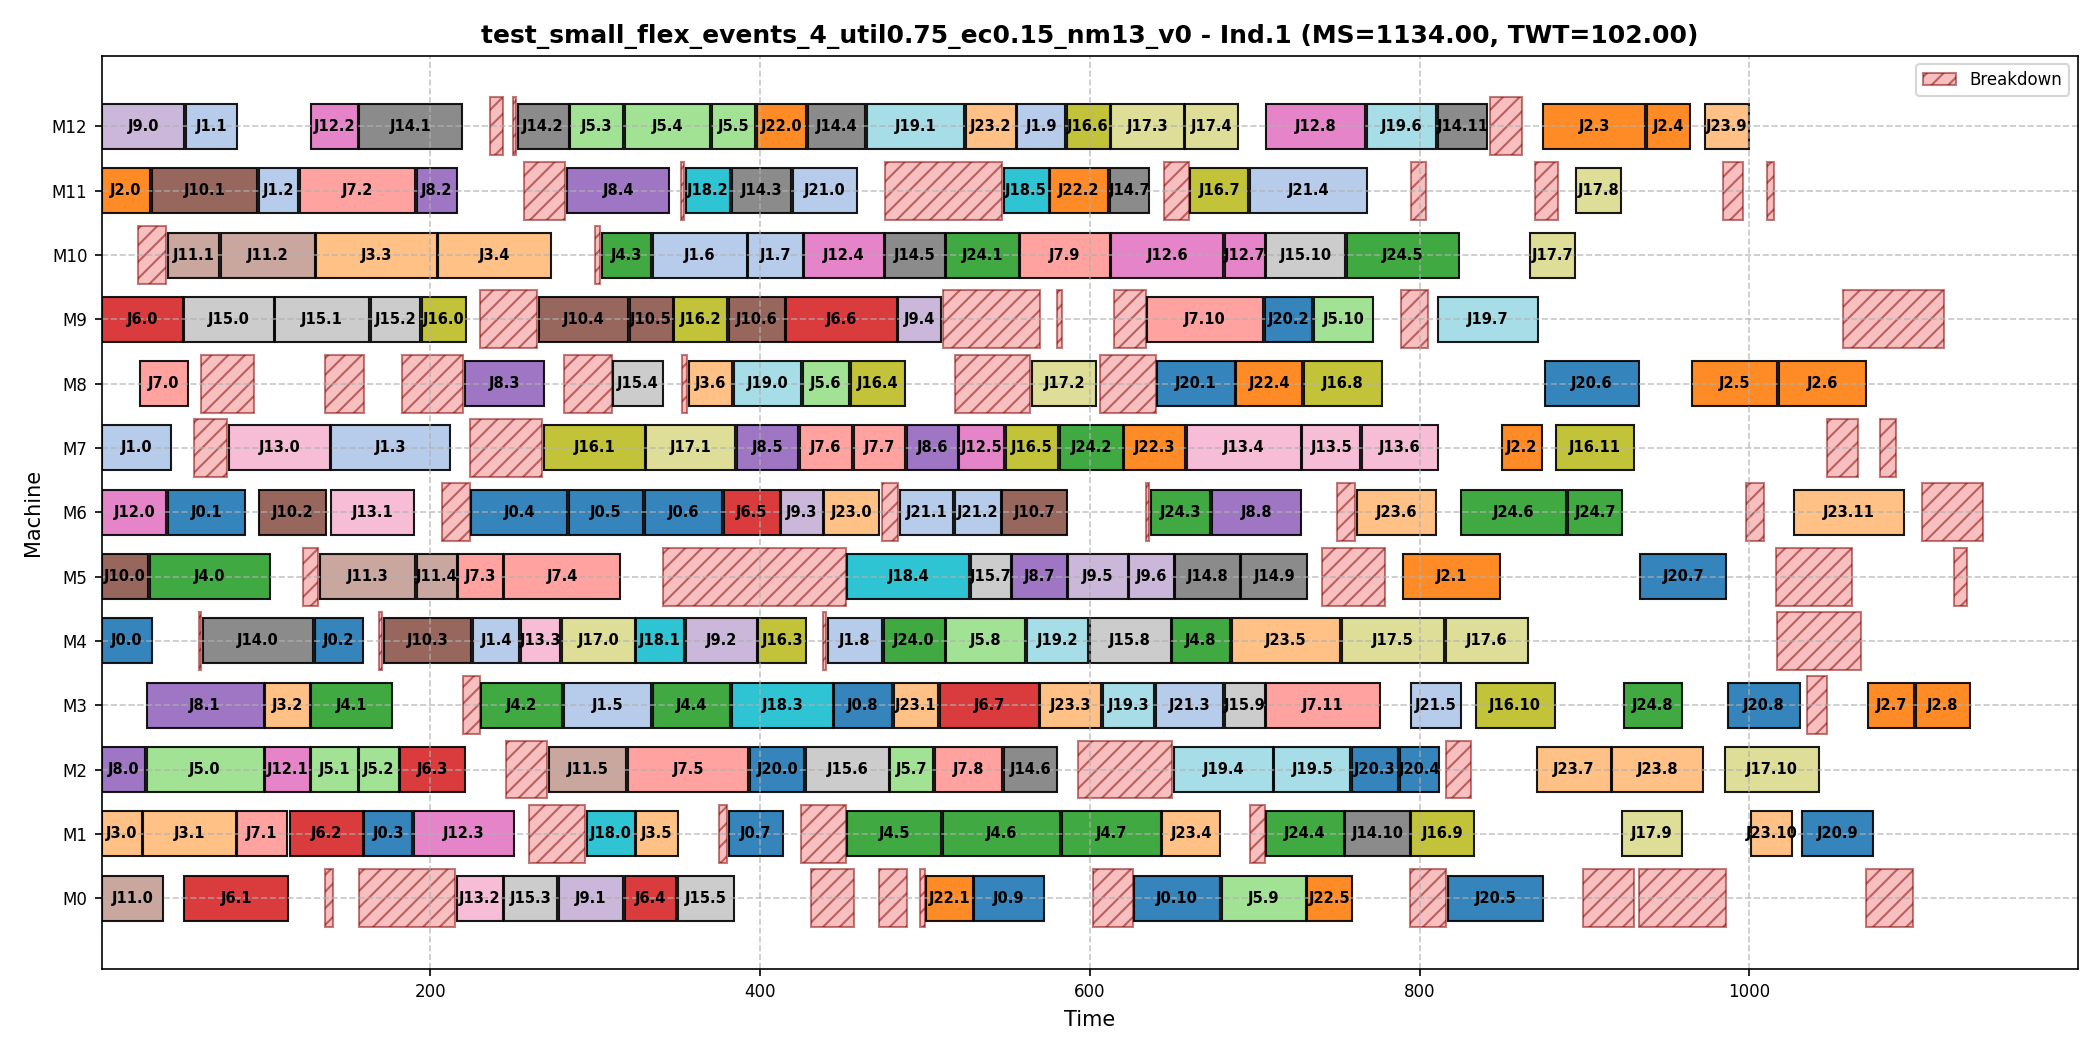 test_small_flex_events_4_util0.75_ec0.15_nm13_v0 - Ind.1 (MS=1134.00, TWT=102.00)
Breakdown
M12 J9.0 J1.1 J12.2 J14.1 J14.2 J5.3 J5.4 J5.5 J22.0 J14.4 J19.1 J23.2 J1.9 J16.6 J17.3 J17.4 J12.8 J19.6 J14.11 J2.3 J2.4 J23.9
M11 J2.0 J10.1 J1.2 J7.2 J8.2 J8.4 J18.2 J14.3 J21.0 J18.5 J22.2 J14.7 J16.7 J21.4 J17.8
M10 J11.1 J11.2 J3.3 J3.4 J4.3 J1.6 J1.7 J12.4 J14.5 J24.1 J7.9 J12.6 J12.7 J15.10 J24.5 J17.7
M9 J6.0 J15.0 J15.1 J15.2 J16.0 J10.4 J10.5 J16.2 J10.6 J6.6 J9.4 J7.10 J20.2 J5.10 J19.7
M8 J7.0 J8.3 J15.4 J3.6 J19.0 J5.6 J16.4 J17.2 J20.1 J22.4 J16.8 J20.6 J2.5 J2.6
M7 J1.0 J13.0 J1.3 J16.1 J17.1 J8.5 J7.6 J7.7 J8.6 J12.5 J16.5 J24.2 J22.3 J13.4 J13.5 J13.6 J2.2 J16.11
M6 J12.0 J0.1 J10.2 J13.1 J0.4 J0.5 J0.6 J6.5 J9.3 J23.0 J21.1 J21.2 J10.7 J24.3 J8.8 J23.6 J24.6 J24.7 J23.11
M5 J10.0 J4.0 J11.3 J11.4 J7.3 J7.4 J18.4 J15.7 J8.7 J9.5 J9.6 J14.8 J14.9 J2.1 J20.7
M4 J0.0 J14.0 J0.2 J10.3 J1.4 J13.3 J17.0 J18.1 J9.2 J16.3 J1.8 J24.0 J5.8 J19.2 J15.8 J4.8 J23.5 J17.5 J17.6
M3 J8.1 J3.2 J4.1 J4.2 J1.5 J4.4 J18.3 J0.8 J23.1 J6.7 J23.3 J19.3 J21.3 J15.9 J7.11 J21.5 J16.10 J24.8 J20.8 J2.7 J2.8
M2 J8.0 J5.0 J12.1 J5.1 J5.2 J6.3 J11.5 J7.5 J20.0 J15.6 J5.7 J7.8 J14.6 J19.4 J19.5 J20.3 J20.4 J23.7 J23.8 J17.10
M1 J3.0 J3.1 J7.1 J6.2 J0.3 J12.3 J18.0 J3.5 J0.7 J4.5 J4.6 J4.7 J23.4 J24.4 J14.10 J16.9 J17.9 J23.10 J20.9
M0 J11.0 J6.1 J13.2 J15.3 J9.1 J6.4 J15.5 J22.1 J0.9 J0.10 J5.9 J22.5 J20.5
200 400 600 800 1000
Time
Machine